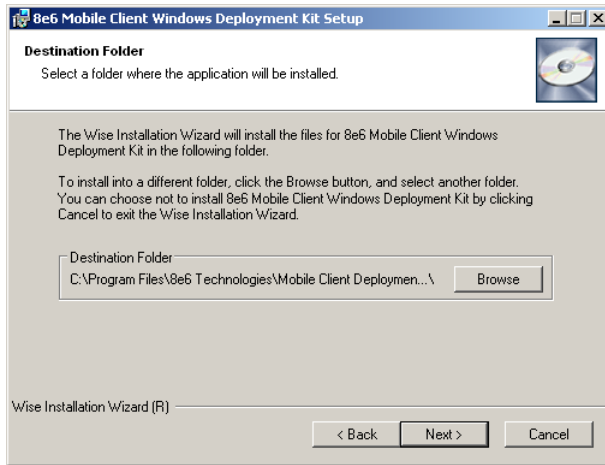 8e6 Mobile Client Windows Deployment Kit Setup
Destination Folder
Select a folder where the application will be installed.
The Wise Installation Wizard will install the files for 8e6 Mobile Client Windows
Deployment Kit in the following folder.
To install into a different folder, click the Browse button, and select another folder.
You can choose not to install 8e6 Mobile Client Windows Deployment Kit by clicking
Cancel to exit the Wise Installation Wizard.
Destination Folder
C:\Program Files\8e6 Technologies\Mobile Client Deploymen...\ Browse
Wise Installation Wizard (R)
< Back Next > Cancel